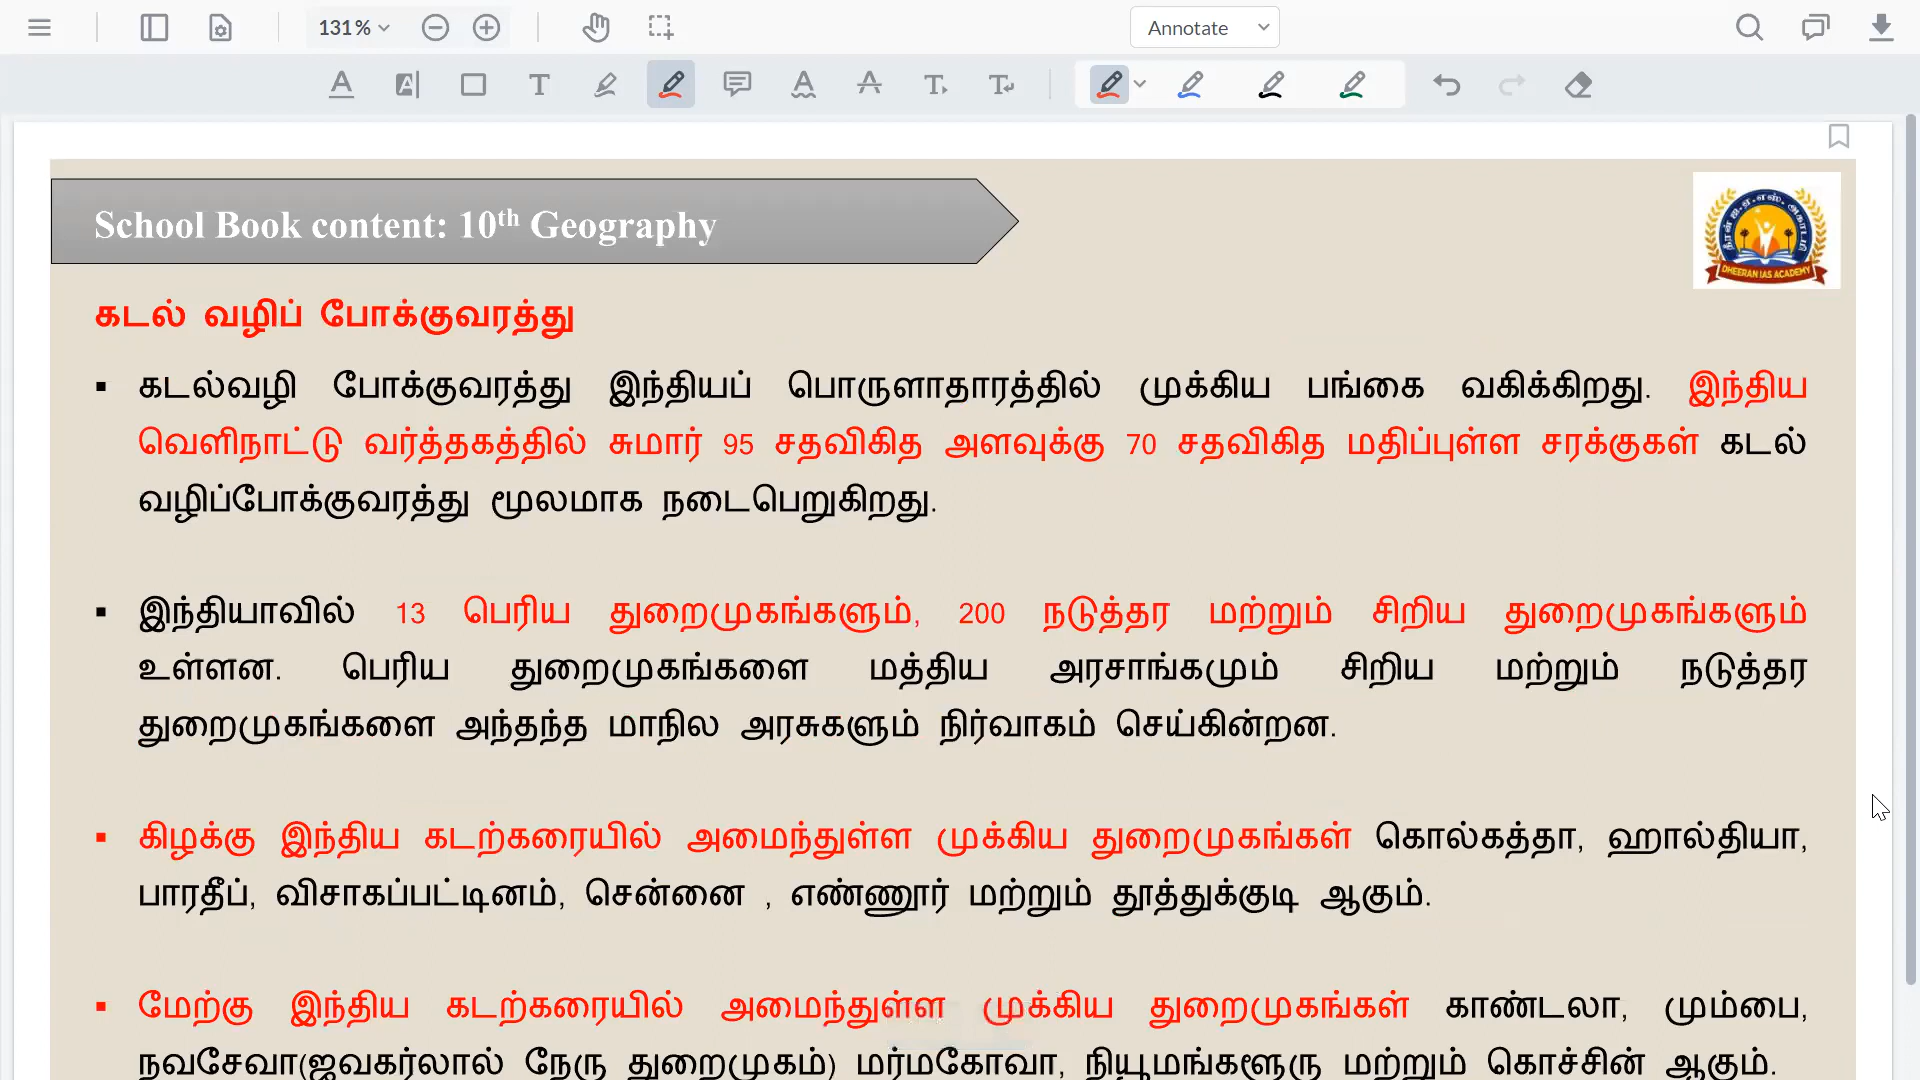 131%
Annotate
School Book content: 10th Geography
DHEERAN IAS ACADEMY
கடல் வழிப் போக்குவரத்து
▪ கடல்வழி போக்குவரத்து இந்தியப் பொருளாதாரத்தில் முக்கிய பங்கை வகிக்கிறது. இந்திய
வெளிநாட்டு வர்த்தகத்தில் சுமார் 95 சதவிகித அளவுக்கு 70 சதவிகித மதிப்புள்ள சரக்குகள் கடல்
வழிப்போக்குவரத்து மூலமாக நடைபெறுகிறது.
▪ இந்தியாவில் 13 பெரிய துறைமுகங்களும், 200 நடுத்தர மற்றும் சிறிய துறைமுகங்களும்
உள்ளன. பெரிய துறைமுகங்களை மத்திய அரசாங்கமும் சிறிய மற்றும் நடுத்தர
துறைமுகங்களை அந்தந்த மாநில அரசுகளும் நிர்வாகம் செய்கின்றன.
▪ கிழக்கு இந்திய கடற்கரையில் அமைந்துள்ள முக்கிய துறைமுகங்கள் கொல்கத்தா, ஹால்தியா,
பாரதீப், விசாகப்பட்டினம், சென்னை , எண்ணூர் மற்றும் தூத்துக்குடி ஆகும்.
▪ மேற்கு இந்திய கடற்கரையில் அமைந்துள்ள முக்கிய துறைமுகங்கள் காண்டலா, மும்பை,
நவசேவா(ஜவகர்லால் நேரு துறைமுகம்) மர்மகோவா, நியூமங்களூரு மற்றும் கொச்சின் ஆகும்.